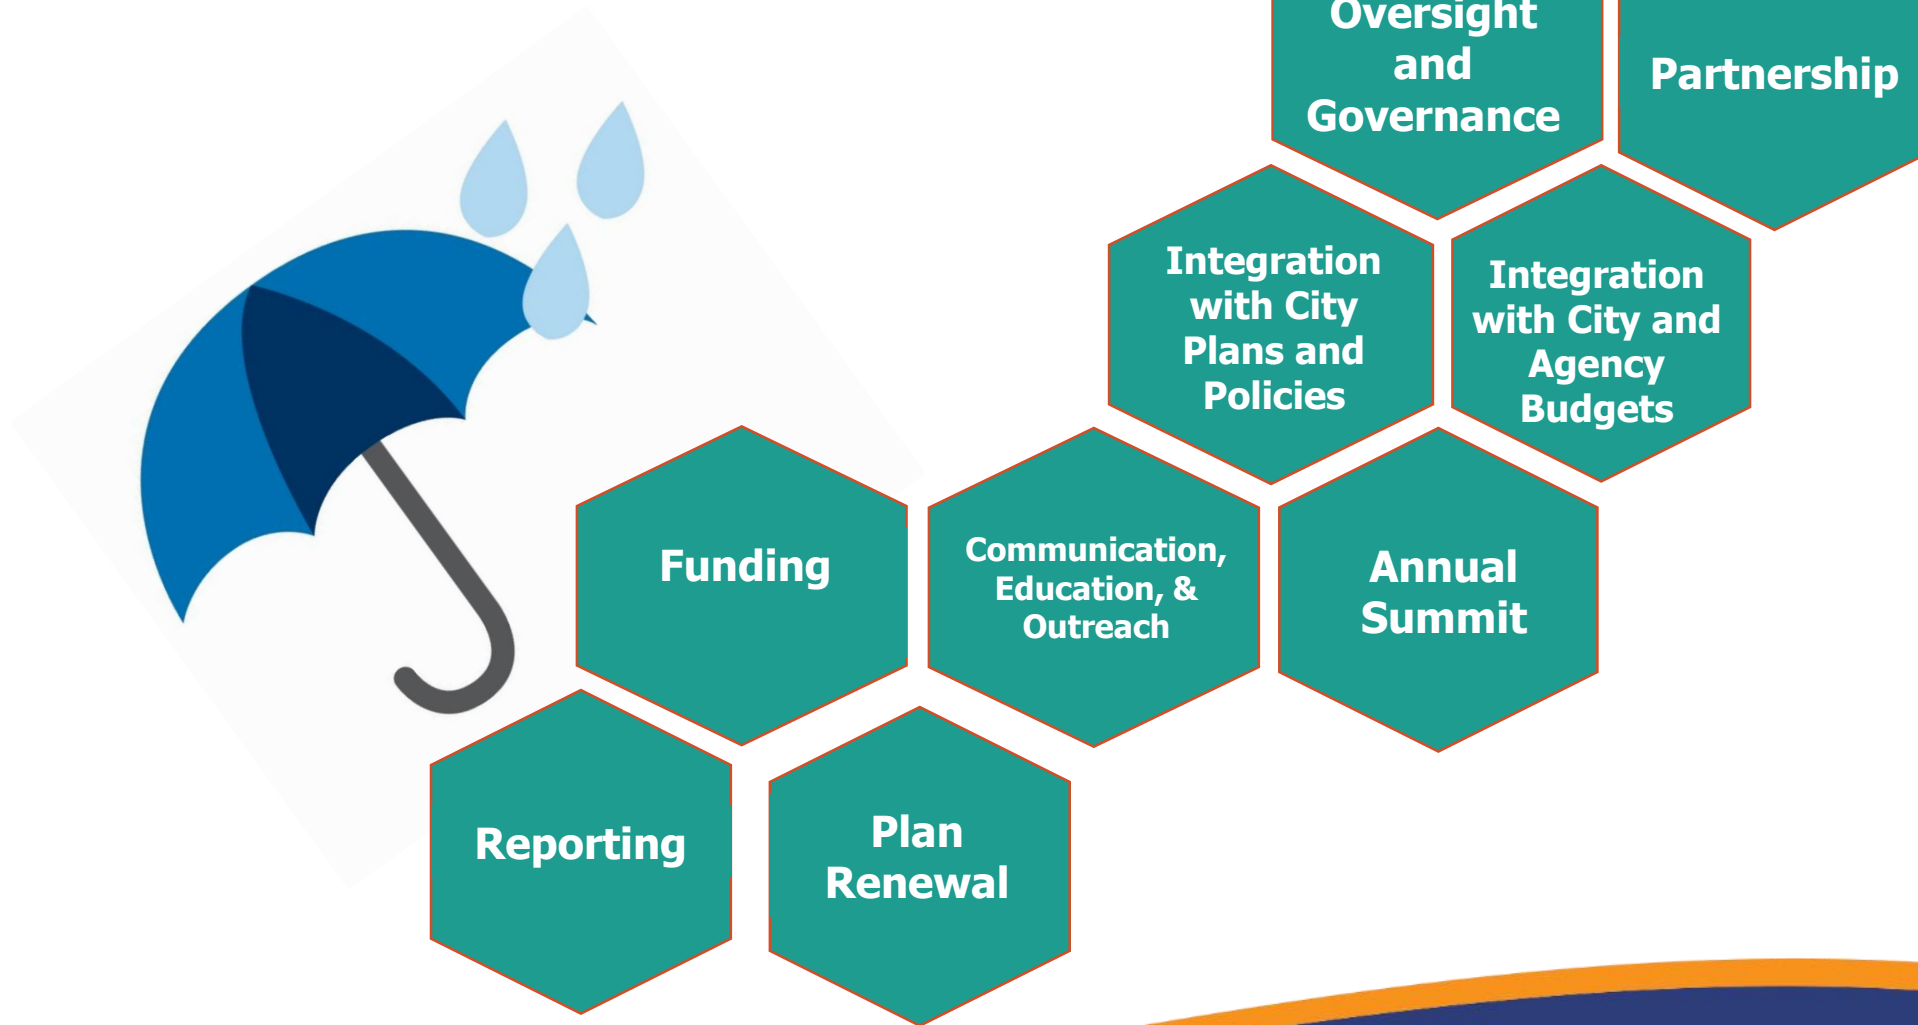 Oversight
and
Governance
Partnership
Integration
with City
Plans and
Policies
Integration
with City and
Agency
Budgets
Funding
Communication,
Education, &
Outreach
Annual
Summit
Reporting
Plan
Renewal